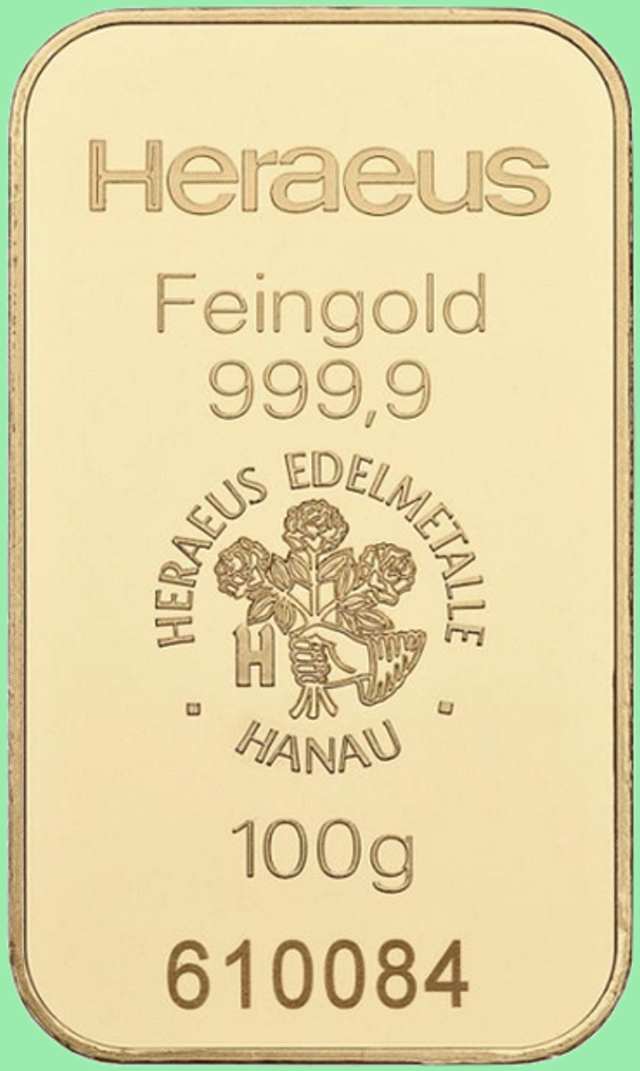 Heraeus
Feingold
999,9
HERAEUS EDELMETALLE
H
· HANAU ·
100g
610084